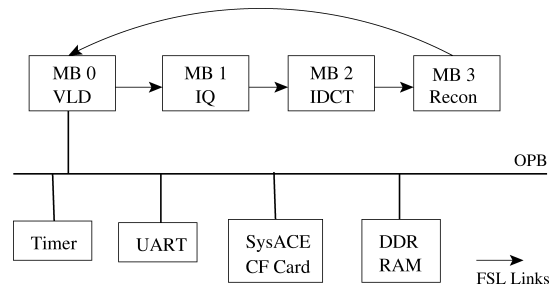 MB 0
VLD
MB 1
IQ
MB 2
IDCT
MB 3
Recon
OPB
Timer
UART
SysACE
CF Card
DDR
RAM
FSL Links